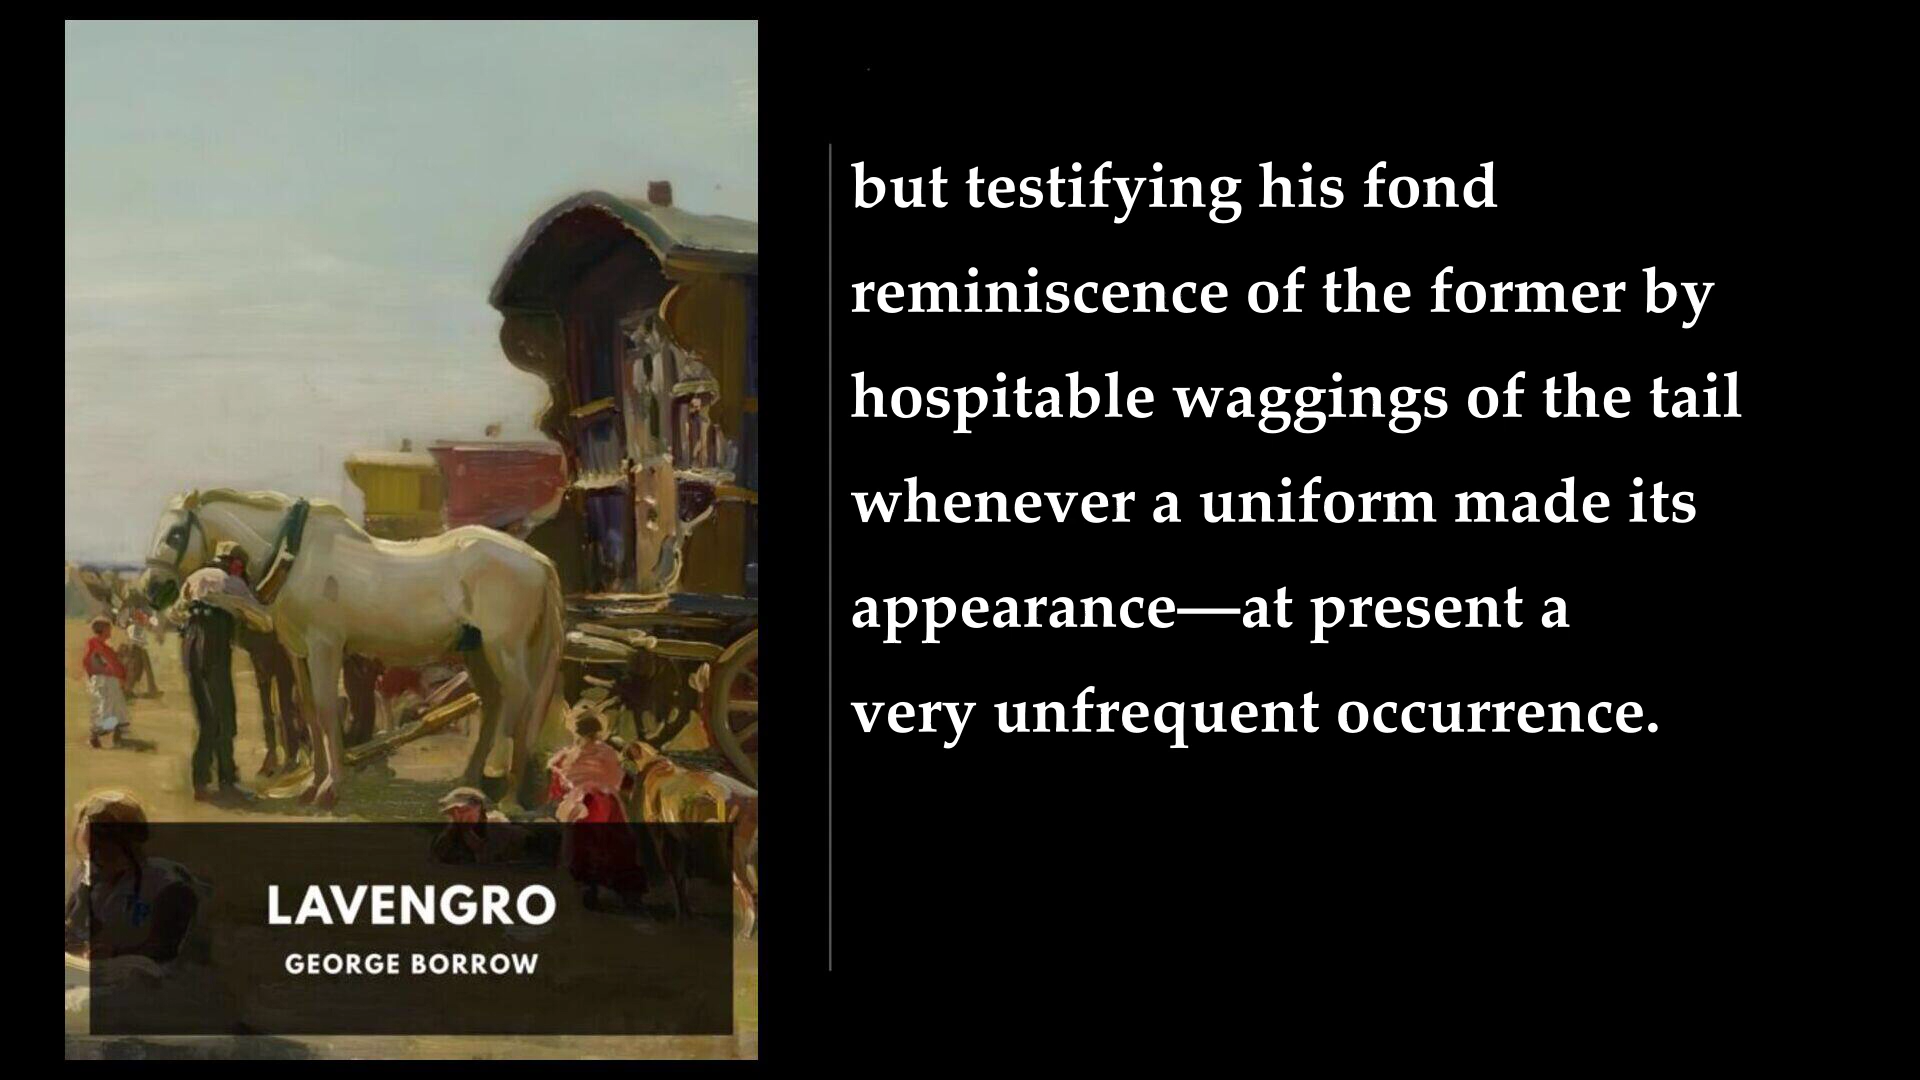 but testifying his fond
reminiscence of the former by
hospitable waggings of the tail
whenever a uniform made its
appearance—at present a
very unfrequent occurrence.
LAVENGRO
GEORGE BORROW